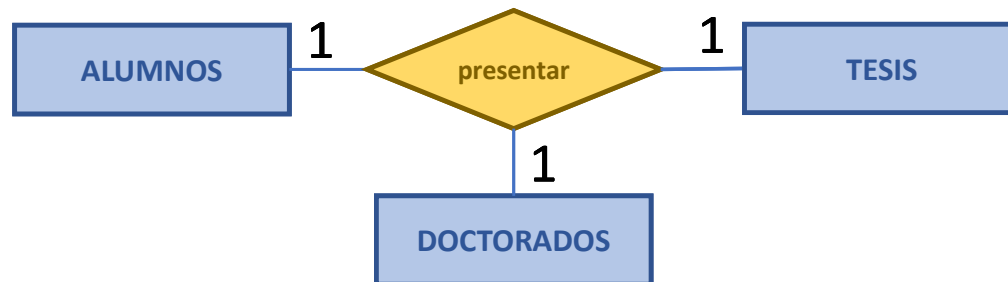 ALUMNOS
1
presentar
1
TESIS
1
DOCTORADOS